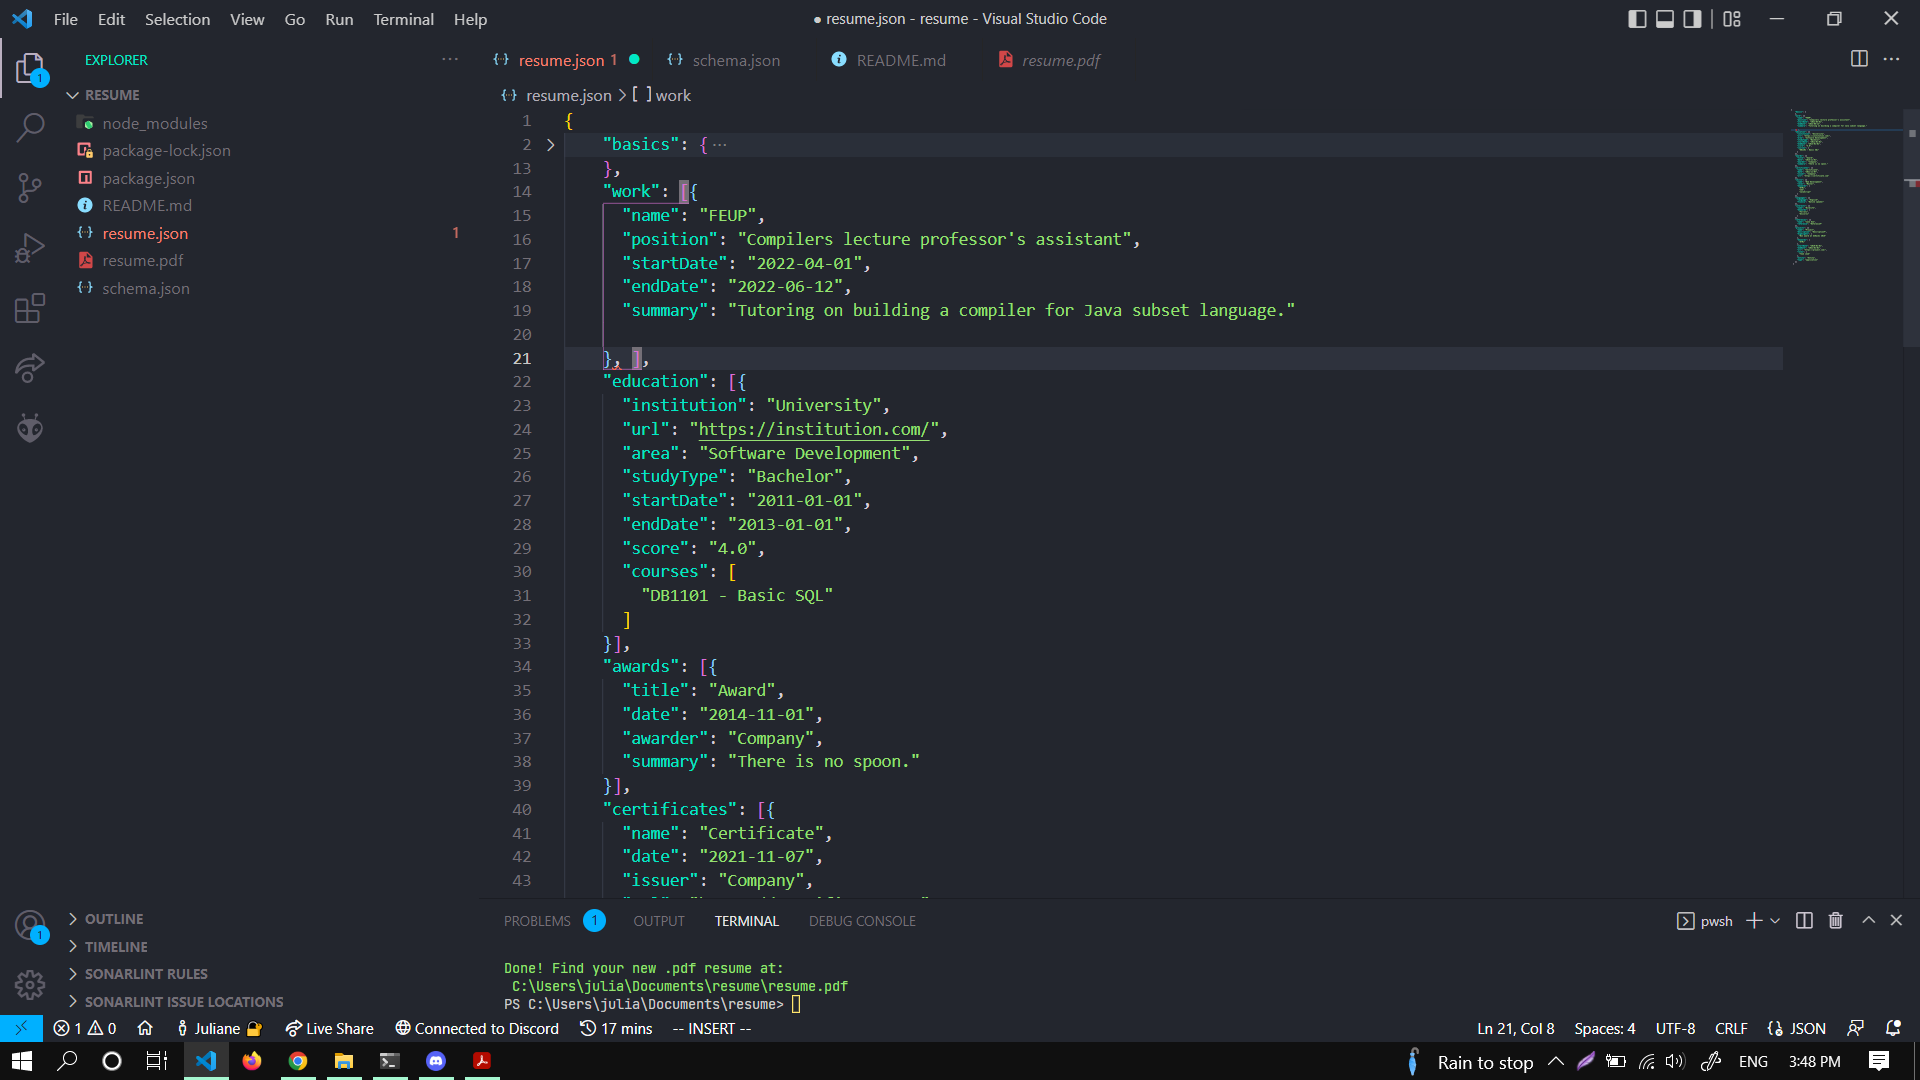 File Edit Selection View Go Run Terminal Help
● resume.json - resume - Visual Studio Code
EXPLORER
resume.json 1
schema.json
README.md
resume.pdf
RESUME
node_modules
package-lock.json
package.json
README.md
resume.json 1
resume.pdf
schema.json
resume.json > [ ] work
1 {
2 "basics": { ···
13 },
14 "work": [{
15 "name": "FEUP",
16 "position": "Compilers lecture professor's assistant",
17 "startDate": "2022-04-01",
18 "endDate": "2022-06-12",
19 "summary": "Tutoring on building a compiler for Java subset language."
20
21 }, ],
22 "education": [{
23 "institution": "University",
24 "url": "https://institution.com/",
25 "area": "Software Development",
26 "studyType": "Bachelor",
27 "startDate": "2011-01-01",
28 "endDate": "2013-01-01",
29 "score": "4.0",
30 "courses": [
31 "DB1101 - Basic SQL"
32 ]
33 }],
34 "awards": [{
35 "title": "Award",
36 "date": "2014-11-01",
37 "awarder": "Company",
38 "summary": "There is no spoon."
39 }],
40 "certificates": [{
41 "name": "Certificate",
42 "date": "2021-11-07",
43 "issuer": "Company",
OUTLINE
TIMELINE
SONARLINT RULES
SONARLINT ISSUE LOCATIONS
1
1
PROBLEMS 1 OUTPUT TERMINAL DEBUG CONSOLE
pwsh
Done! Find your new .pdf resume at:
C:\Users\julia\Documents\resume\resume.pdf
PS C:\Users\julia\Documents\resume>
1 0 Juliane Live Share Connected to Discord 17 mins -- INSERT --
Ln 21, Col 8 Spaces: 4 UTF-8 CRLF JSON
Rain to stop ENG 3:48 PM